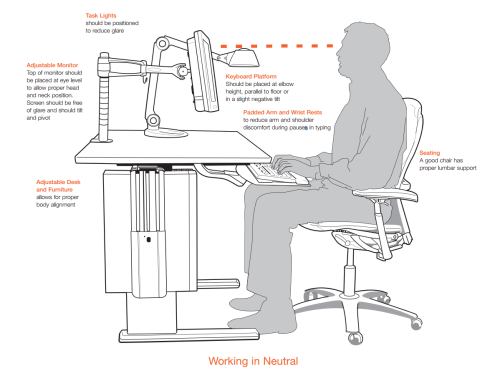 Task Lights
should be positioned
to reduce glare
Adjustable Monitor
Top of monitor should
be placed at eye level
to allow proper head
and neck position.
Screen should be free
of glare and should tilt
and pivot
Keyboard Platform
Should be placed at elbow
height, parallel to floor or
in a slight negative tilt
Padded Arm and Wrist Rests
to reduce arm and shoulder
discomfort during pauses in typing
Seating
A good chair has
proper lumbar support
Adjustable Desk
and Furniture
allows for proper
body alignment
Working in Neutral